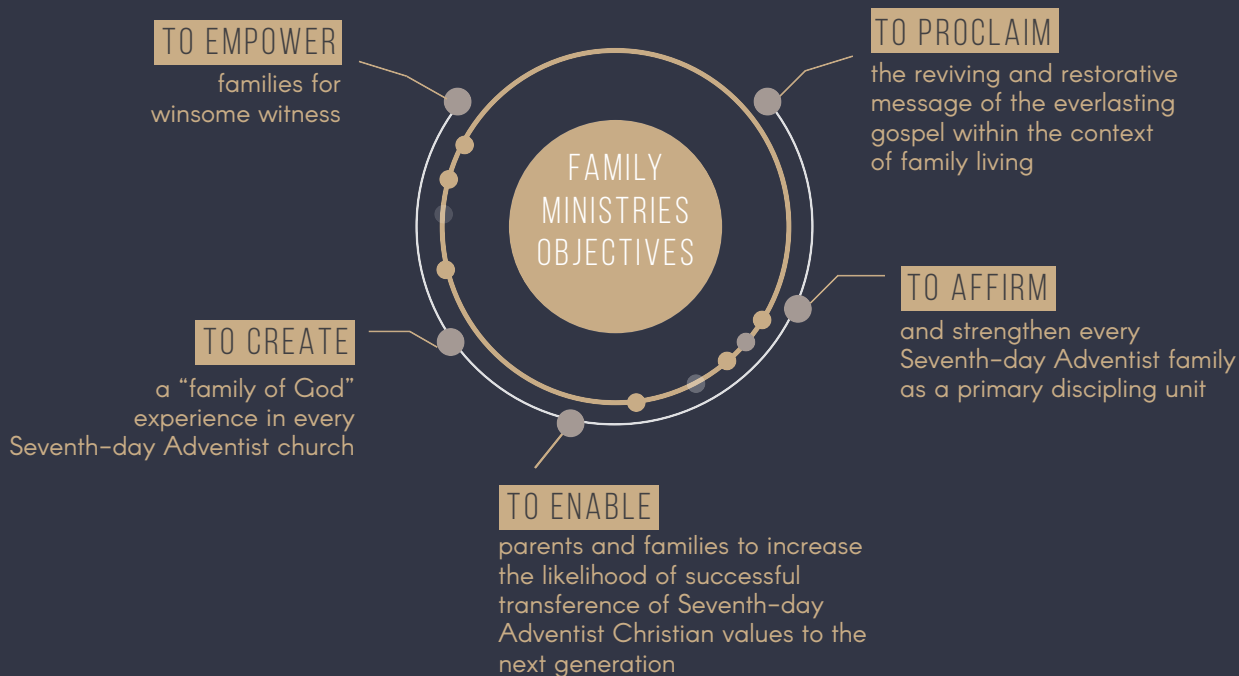 FAMILY
MINISTRIES
OBJECTIVES
TO PROCLAIM
the reviving and restorative
message of the everlasting
gospel within the context
of family living
TO AFFIRM
and strengthen every
Seventh-day Adventist family
as a primary discipling unit
TO ENABLE
parents and families to increase
the likelihood of successful
transference of Seventh-day
Adventist Christian values to the
next generation
TO CREATE
a “family of God”
experience in every
Seventh-day Adventist church
TO EMPOWER
families for
winsome witness